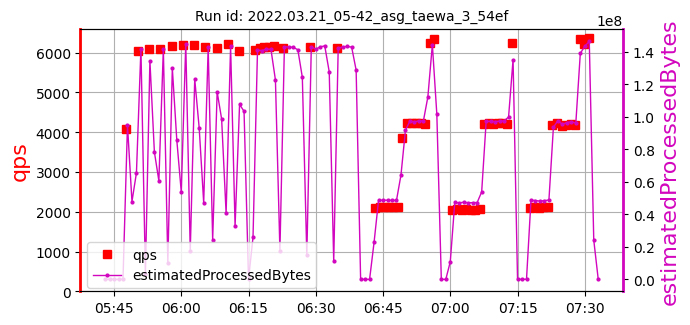 Run id: 2022.03.21_05-42_asg_taewa_3_54ef
1e8
qps
6000
5000
4000
3000
2000
1000
0
1.4
1.2
1.0
0.8
0.6
0.4
0.2
0.0
estimatedProcessedBytes
qps
estimatedProcessedBytes
05:45 06:00 06:15 06:30 06:45 07:00 07:15 07:30